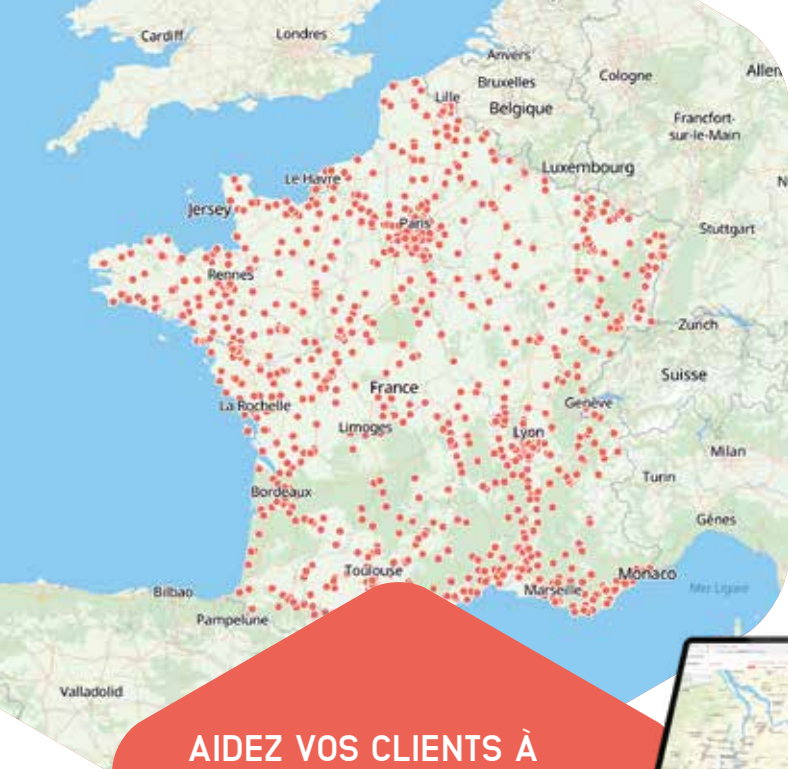 Cardiff
Londres
Anvers
Cologne
Allem
Bruxelles
Lille
Belgique
Francfort-
sur-le-Main
Luxembourg
Le Havre
Jersey
Paris
Stuttgart
Rennes
Zurich
Suisse
France
La Rochelle
Genève
Limoges
Lyon
Milan
Turin
Bordeaux
Gênes
Toulouse
Monaco
Marseille
Mer Ligure
Bilbao
Pampelune
Valladolid
AIDEZ VOS CLIENTS À